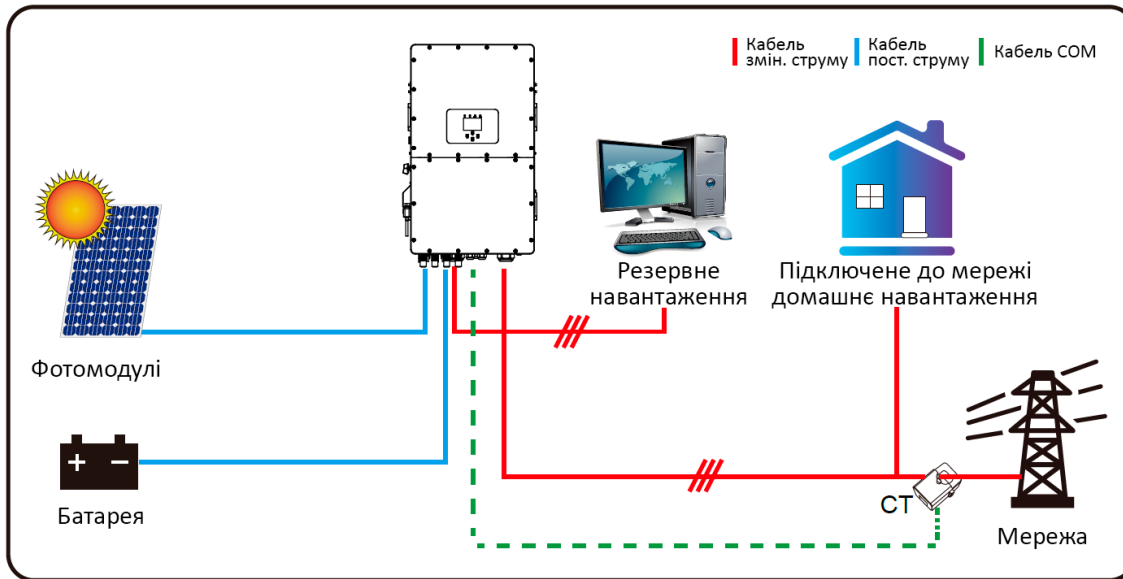 Кабель
змін. струму
Кабель
пост. струму
Кабель COM
Резервне
навантаження
Підключене до мережі
домашнє навантаження
Фотомодулі
Батарея
CT
Мережа